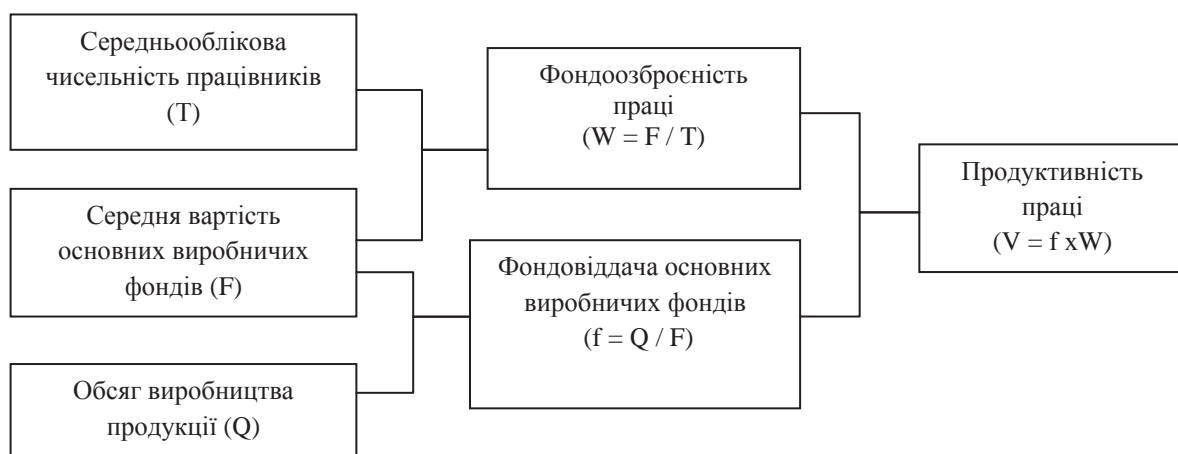 Середньооблікова
чисельність працівників
(Т)
Середня вартість
основних виробничих
фондів (F)
Обсяг виробництва
продукції (Q)
Фондоозброєність
праці
(W = F / T)
Фондовіддача основних
виробничих фондів
(f = Q / F)
Продуктивність
праці
(V = f xW)